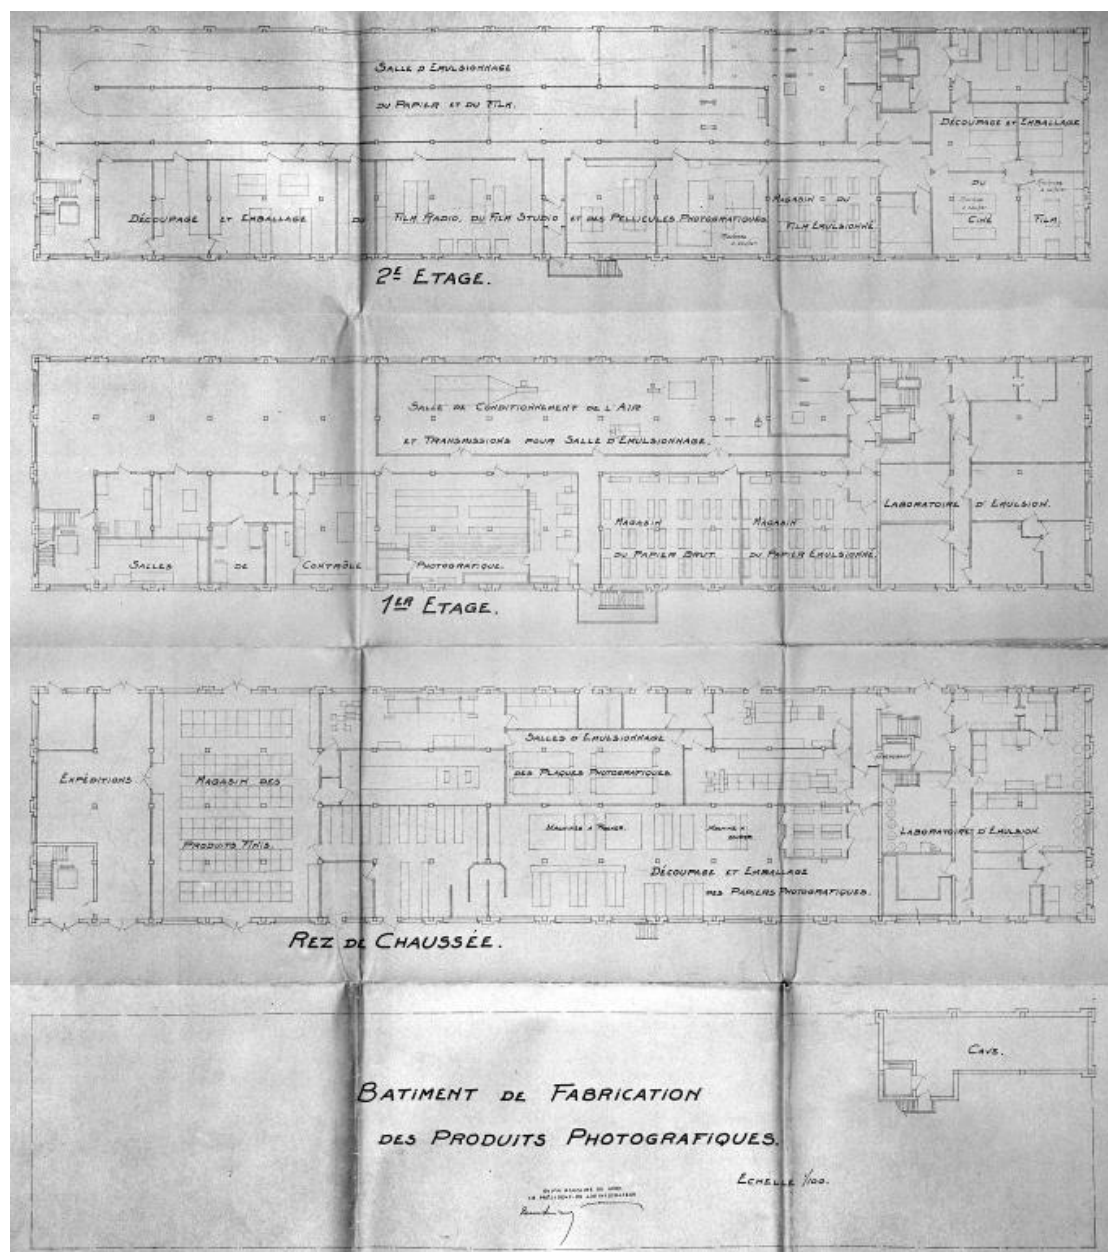 SALLE D'EMULSIONNAGE
DU PAPIER ET DU FILM.
DÉCOUPAGE ET EMBALLAGE
DÉCOUPAGE ET EMBALLAGE DU FILM RADIO, DU FILM STUDIO ET DES PELLICULES PHOTOGRAFIQUES
MAGASIN DU
FILM EMULSIONNÉ
DU
CINÉ FILM.
2E ETAGE.
SALLE DE CONDITIONNEMENT DE L'AIR
ET TRANSMISSIONS POUR SALLE D'EMULSIONNAGE.
LABORATOIRE D'EMULSION.
MAGASIN
DU PAPIER BRUT.
MAGASIN
DU PAPIER EMULSIONNÉ.
SALLES DE CONTRÔLE PHOTOGRAFIQUE.
1ER ETAGE.
SALLES D'EMULSIONNAGE
DES PLAQUES PHOTOGRAFIQUES
EXPÉDITIONS.
MAGASIN DES
PRODUITS FINIS.
LABORATOIRE D'EMULSION
DÉCOUPAGE ET EMBALLAGE
DES PAPIERS PHOTOGRAFIQUES.
REZ DE CHAUSSÉE.
CAVE.
BATIMENT DE FABRICATION
DES PRODUITS PHOTOGRAFIQUES.
ECHELLE 1/100.